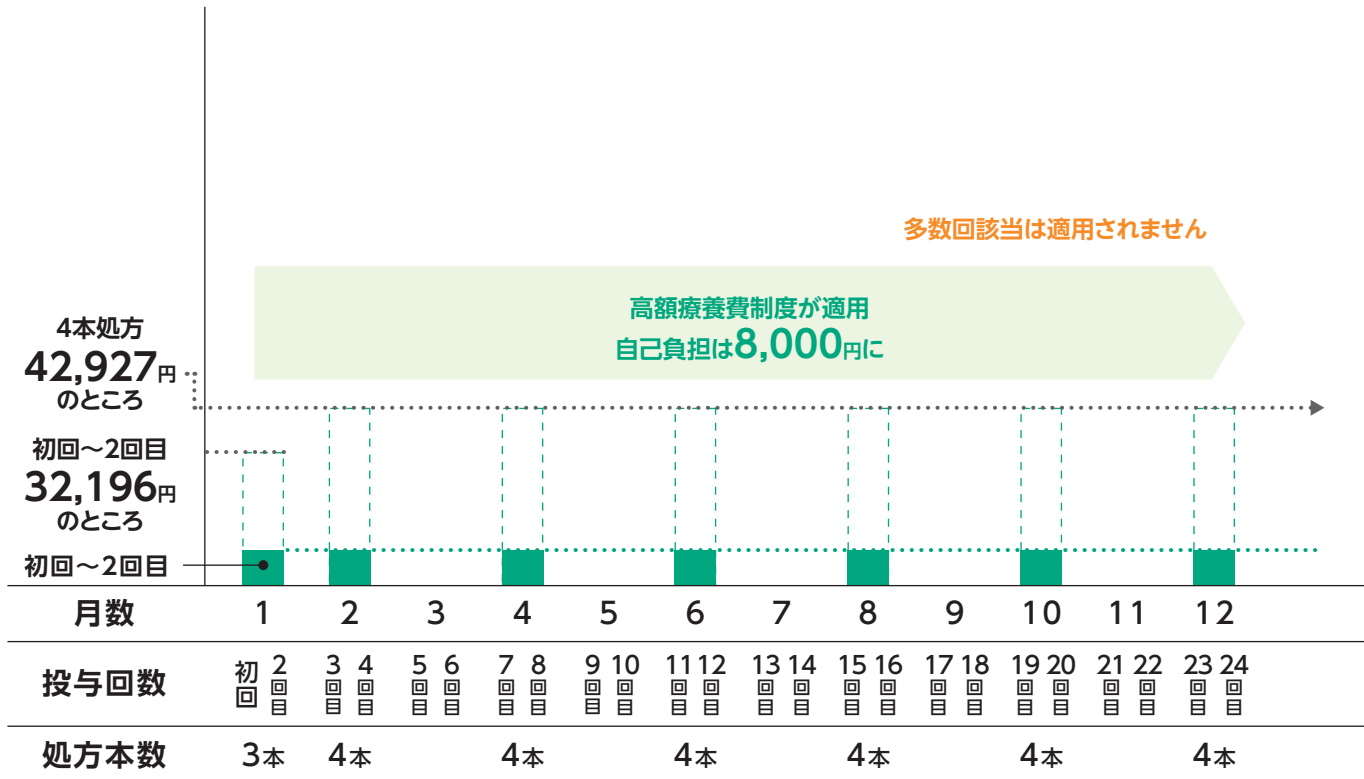 多数回該当は適用されません
高額療養費制度が適用
自己負担は8,000円に
4本処方
42,927円
のところ
初回〜2回目
32,196円
のところ
初回〜2回目
月数 1 2 3 4 5 6 7 8 9 10 11 12
投与回数 初回 2回目 3回目 4回目 5回目 6回目 7回目 8回目 9回目 10回目 11回目 12回目 13回目 14回目 15回目 16回目 17回目 18回目 19回目 20回目 21回目 22回目 23回目 24回目
処方本数 3本 4本 4本 4本 4本 4本 4本